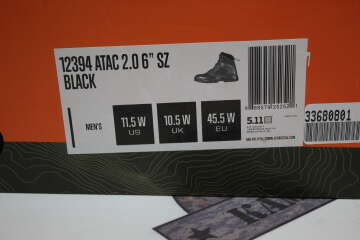 12394 ATAC 2.0 6" SZ
BLACK
MEN'S
11.5 W
US
10.5 W
UK
45.5 W
EU
5.11
33680801